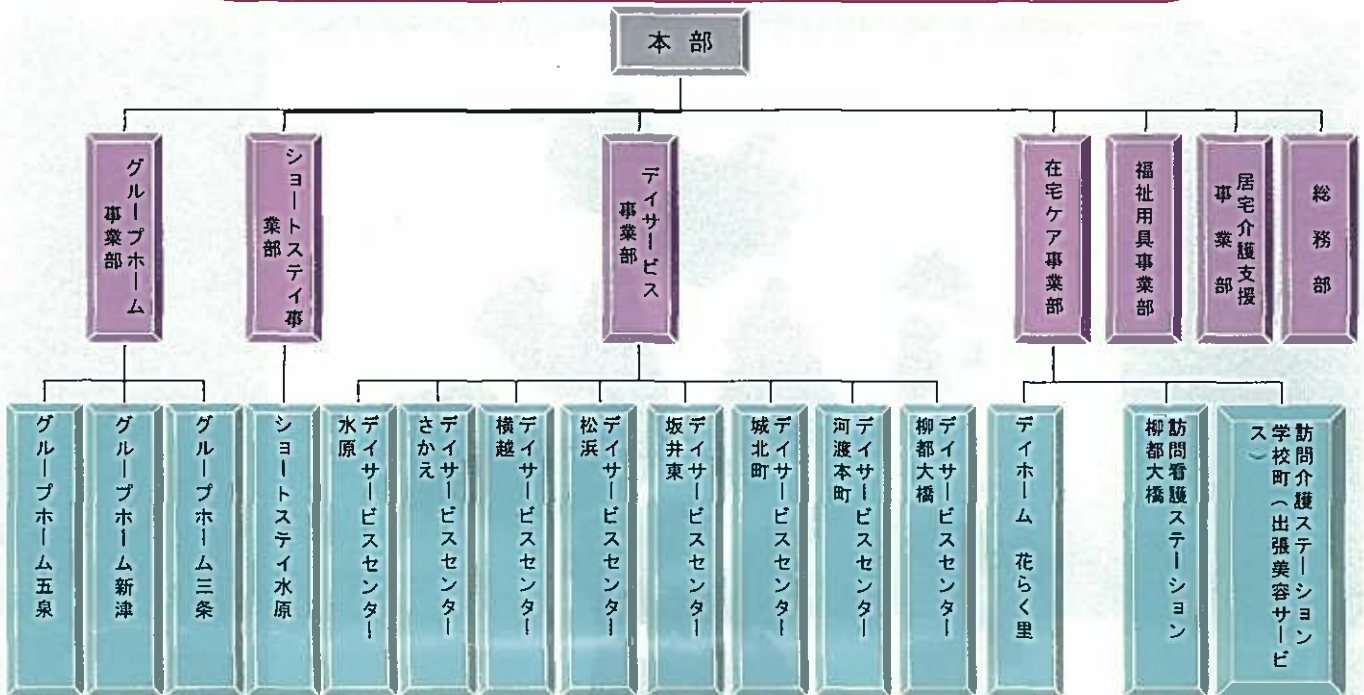 本部
グループホーム
事業部
ショートステイ事
業部
デイサービス
事業部
在宅ケア事業部
福祉用具事業部
居宅介護支援
事業部
総務部
グループホーム五泉
グループホーム新津
グループホーム三条
ショートステイ水原
デイサービスセンター
水原
デイサービスセンター
さかえ
デイサービスセンター
横越
デイサービスセンター
松浜
デイサービスセンター
坂井東
デイサービスセンター
城北町
デイサービスセンター
河渡本町
デイサービスセンター
柳都大橋
デイホーム 花らく里
訪問看護ステーション
「柳都大橋
訪問介護ステーション
学校町(出張美容サービ
ス)